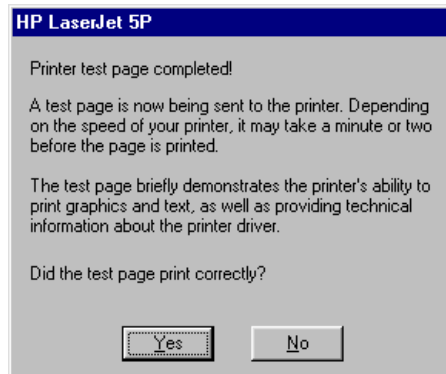 HP LaserJet 5P
Printer test page completed!
A test page is now being sent to the printer. Depending
on the speed of your printer, it may take a minute or two
before the page is printed.
The test page briefly demonstrates the printer's ability to
print graphics and text, as well as providing technical
information about the printer driver.
Did the test page print correctly?
Yes
No